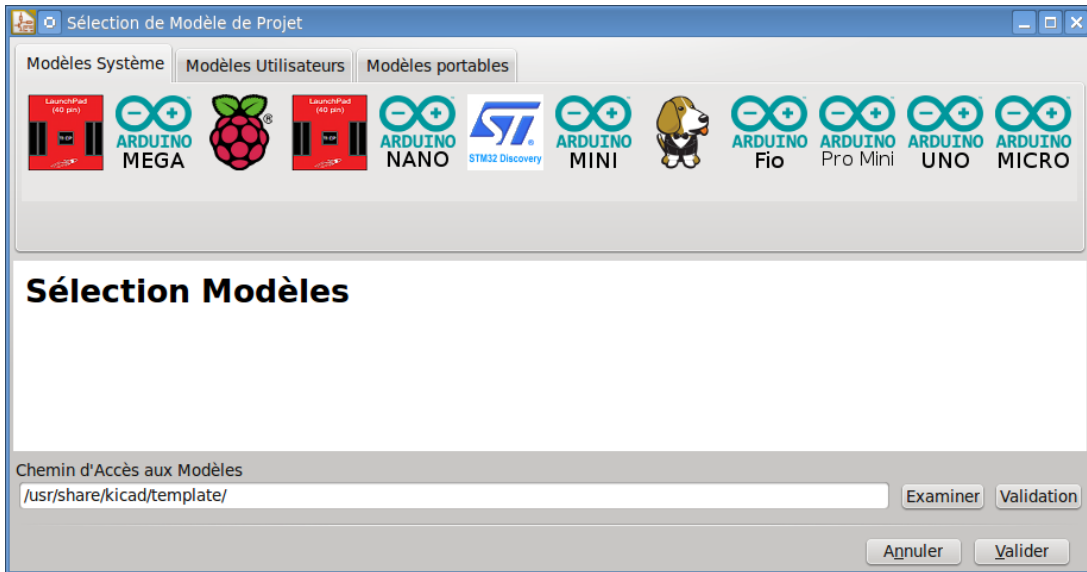 Sélection de Modèle de Projet
Modèles Système Modèles Utilisateurs Modèles portables
LaunchPad
(40 pin)
ARDUINO
MEGA
®
LaunchPad
(40 pin)
ARDUINO
NANO
STM32 Discovery
ARDUINO
MINI
ARDUINO
Fio
ARDUINO
Pro Mini
ARDUINO
UNO
ARDUINO
MICRO
Sélection Modèles
Chemin d'Accès aux Modèles
/usr/share/kicad/template/ Examiner Validation
Annuler Valider